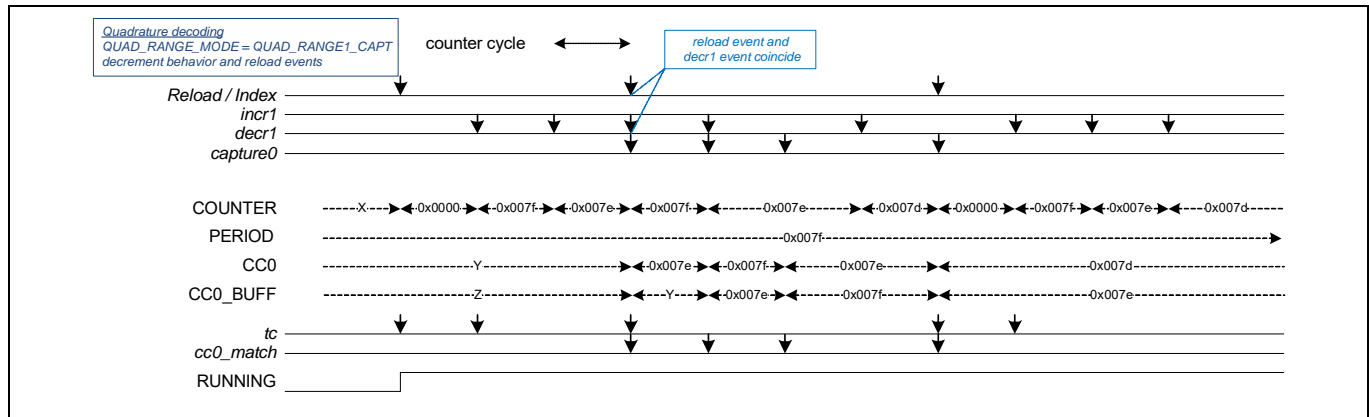 Quadrature decoding
QUAD_RANGE_MODE = QUAD_RANGE1_CAPT
decrement behavior and reload events
counter cycle
reload event and
decr1 event coincide
Reload / Index
incr1
decr1
capture0
COUNTER X 0x0000 0x007f 0x007e 0x007f 0x007e 0x007d 0x0000 0x007f 0x007e 0x007d
PERIOD 0x007f
CC0 Y 0x007e 0x007f 0x007e 0x007d
CC0_BUFF Z Y 0x007e 0x007f 0x007e
tc
cc0_match
RUNNING